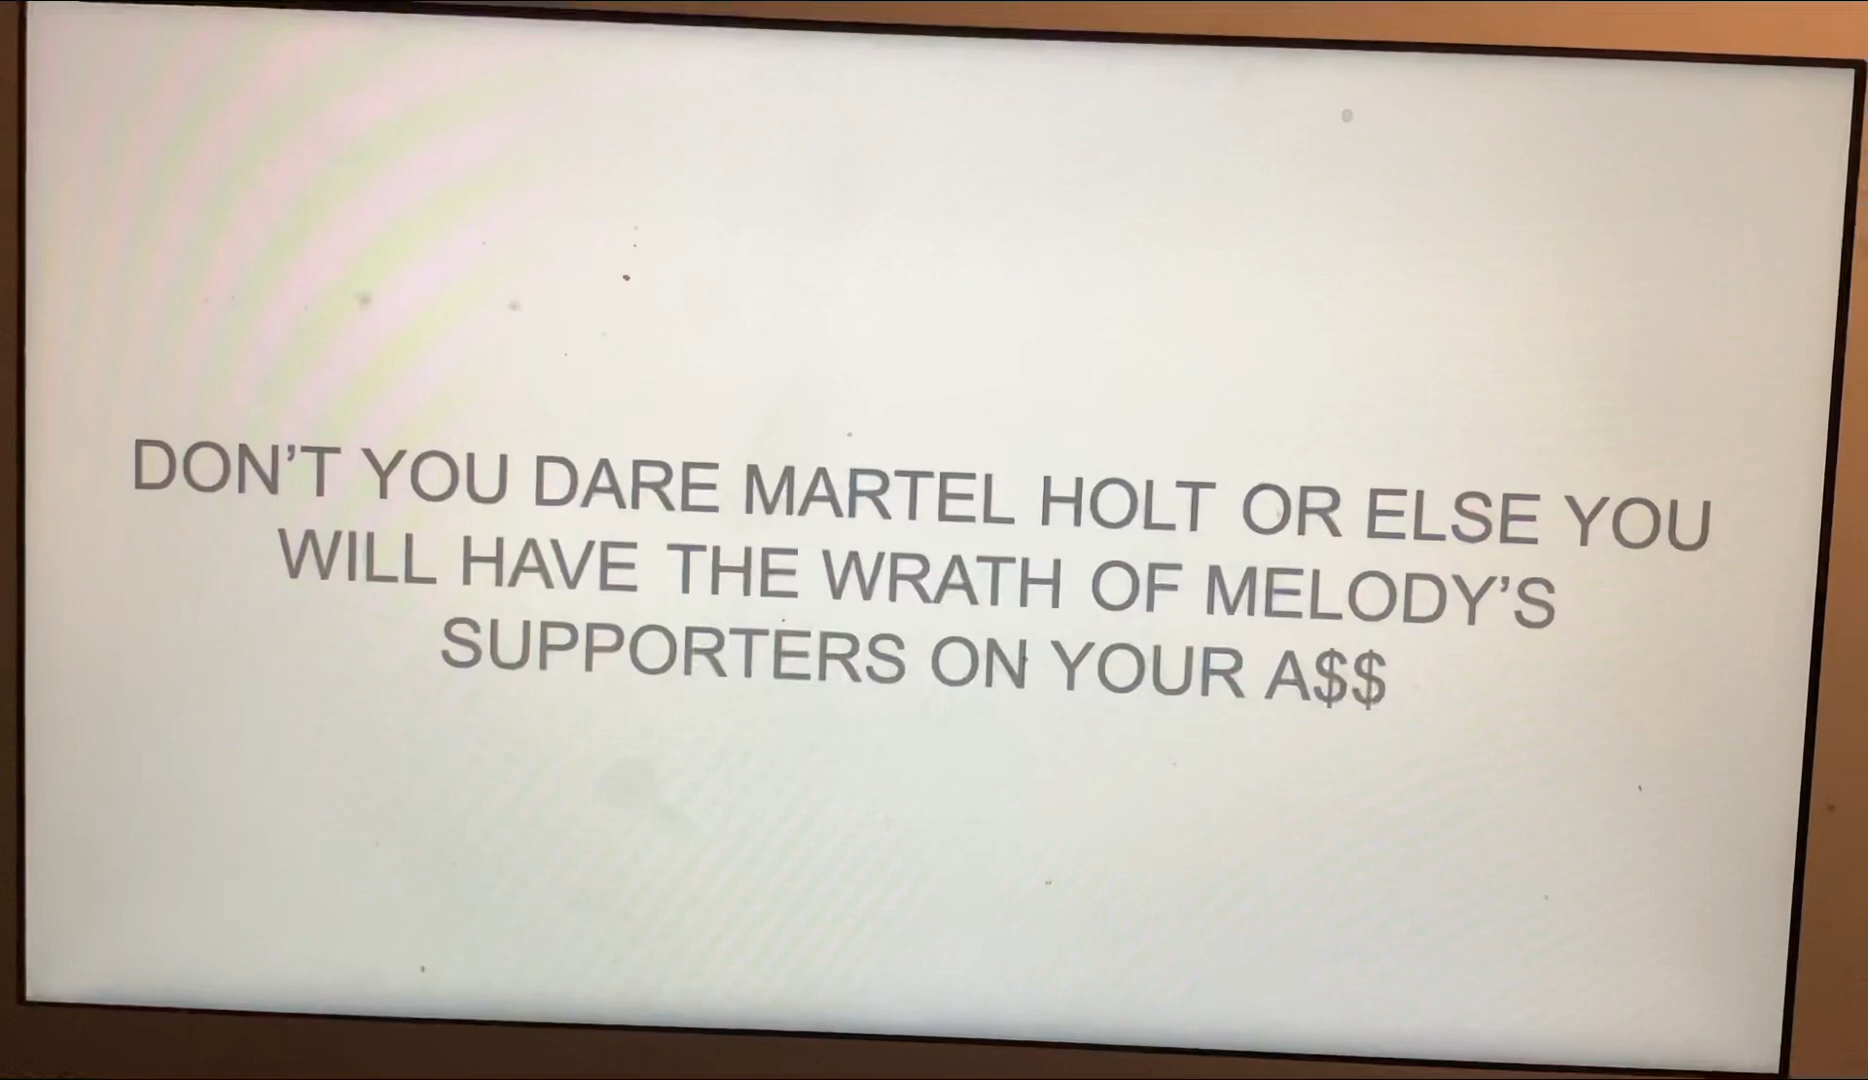 DON’T YOU DARE MARTEL HOLT OR ELSE YOU
WILL HAVE THE WRATH OF MELODY’S
SUPPORTERS ON YOUR A$$